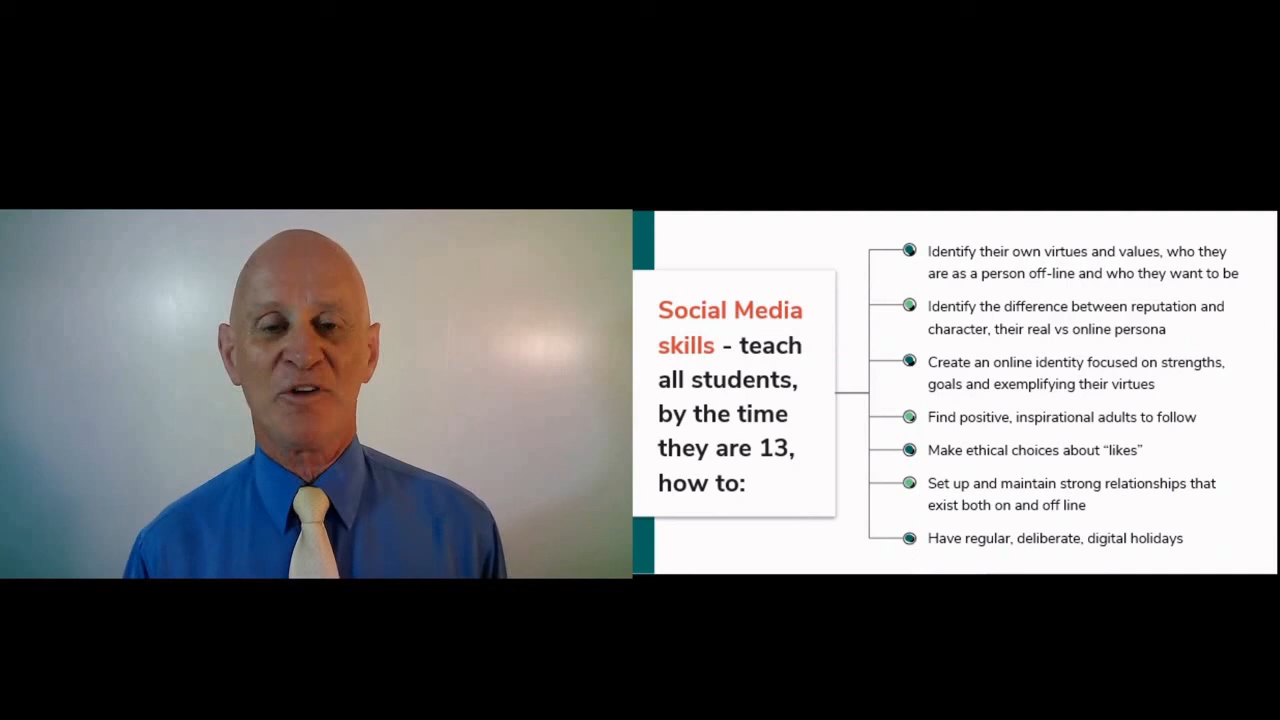 Social Media
skills - teach
all students,
by the time
they are 13,
how to:
Identify their own virtues and values, who they
are as a person off-line and who they want to be
Identify the difference between reputation and
character, their real vs online persona
Create an online identity focused on strengths,
goals and exemplifying their virtues
Find positive, inspirational adults to follow
Make ethical choices about “likes”
Set up and maintain strong relationships that
exist both on and off line
Have regular, deliberate, digital holidays